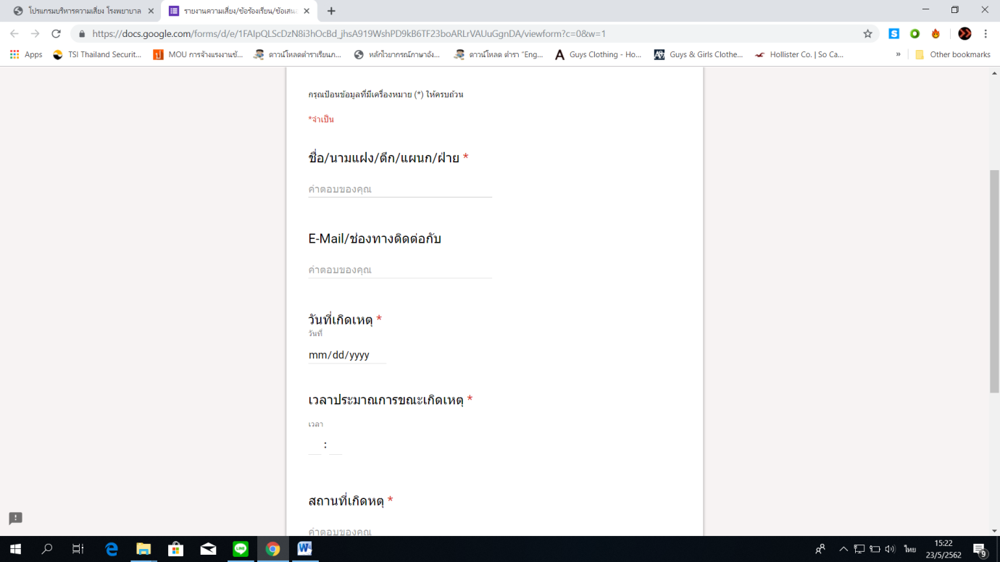 โปรแกรมบริหารความเสี่ยง โรงพยาบาล
รายงานความเสี่ยง/ข้อร้องเรียน/ข้อเสน
https://docs.google.com/forms/d/e/1FAIpQLScDzN8i3hOcBd_jhsA919WshPD9kB6TF23boARLrVAUuGgnDA/viewform?c=0&w=1
Apps TSI Thailand Securit... MOU การจ้างแรงงานข้... ดาวน์โหลดตำราเรียนภ... หลักไวยากรณ์ภาษาอัง... ดาวน์โหลด ตำรา “Eng... Guys Clothing - Ho... Guys & Girls Clothe... Hollister Co. | So Ca... » Other bookmarks
กรุณป้อนข้อมูลที่มีเครื่องหมาย (*) ให้ครบถ้วน
*จำเป็น
ชื่อ/นามแฝง/ตึก/แผนก/ฝ่าย *
คำตอบของคุณ
E-Mail/ช่องทางติดต่อกับ
คำตอบของคุณ
วันที่เกิดเหตุ *
วันที่
mm/dd/yyyy
เวลาประมาณการขณะเกิดเหตุ *
เวลา
:
สถานที่เกิดหตุ *
คำตอบของคุณ
ไทย
15:22
23/5/2562
9